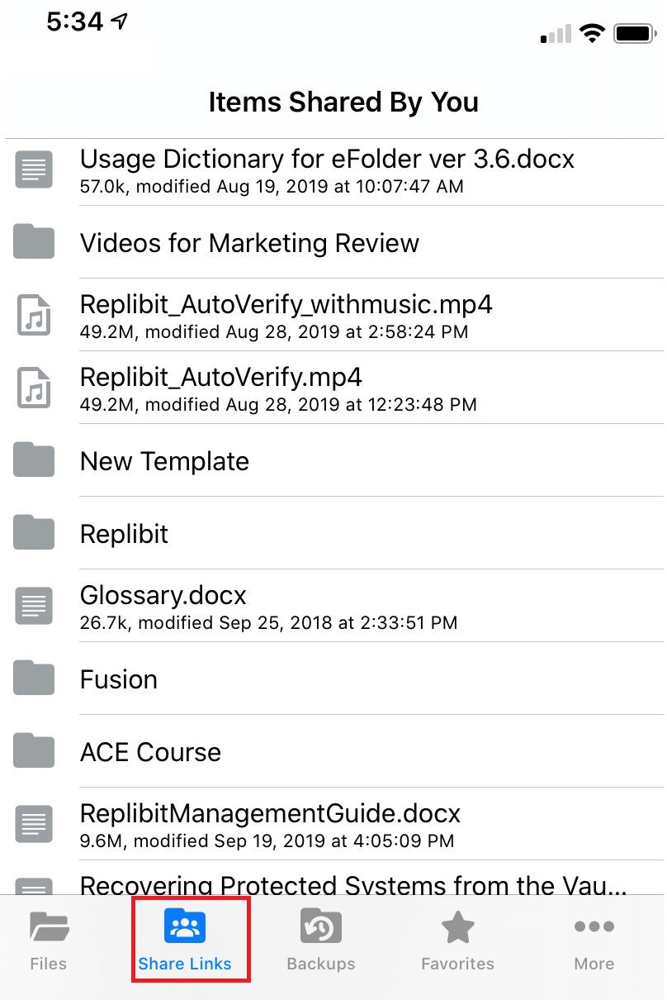 5:34
Items Shared By You
Usage Dictionary for eFolder ver 3.6.docx
57.0k, modified Aug 19, 2019 at 10:07:47 AM
Videos for Marketing Review
Replibit_AutoVerify_withmusic.mp4
49.2M, modified Aug 28, 2019 at 2:58:24 PM
Replibit_AutoVerify.mp4
49.2M, modified Aug 28, 2019 at 12:23:48 PM
New Template
Replibit
Glossary.docx
26.7k, modified Sep 25, 2018 at 2:33:51 PM
Fusion
ACE Course
ReplibitManagementGuide.docx
9.6M, modified Sep 19, 2019 at 4:05:09 PM
Recovering Protected Systems from the Vau...
Files
Share Links
Backups
Favorites
More